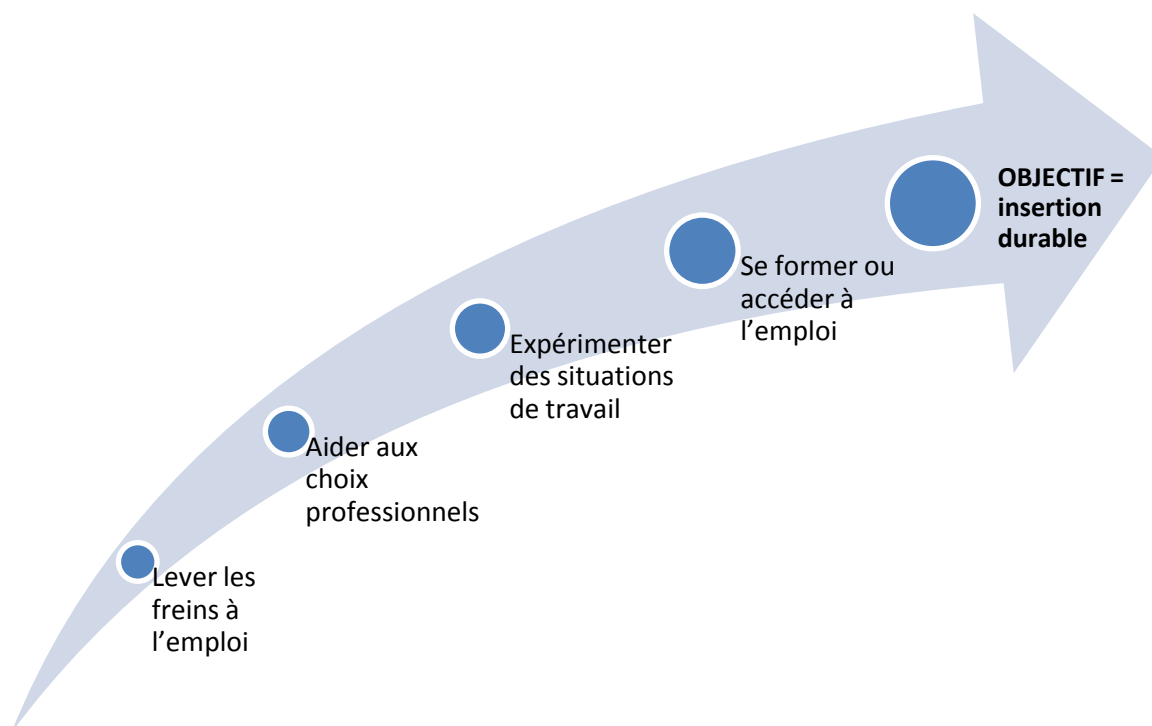 Lever les
freins à
l’emploi
Aider aux
choix
professionnels
Expérimenter
des situations
de travail
Se former ou
accéder à
l’emploi
OBJECTIF =
insertion
durable